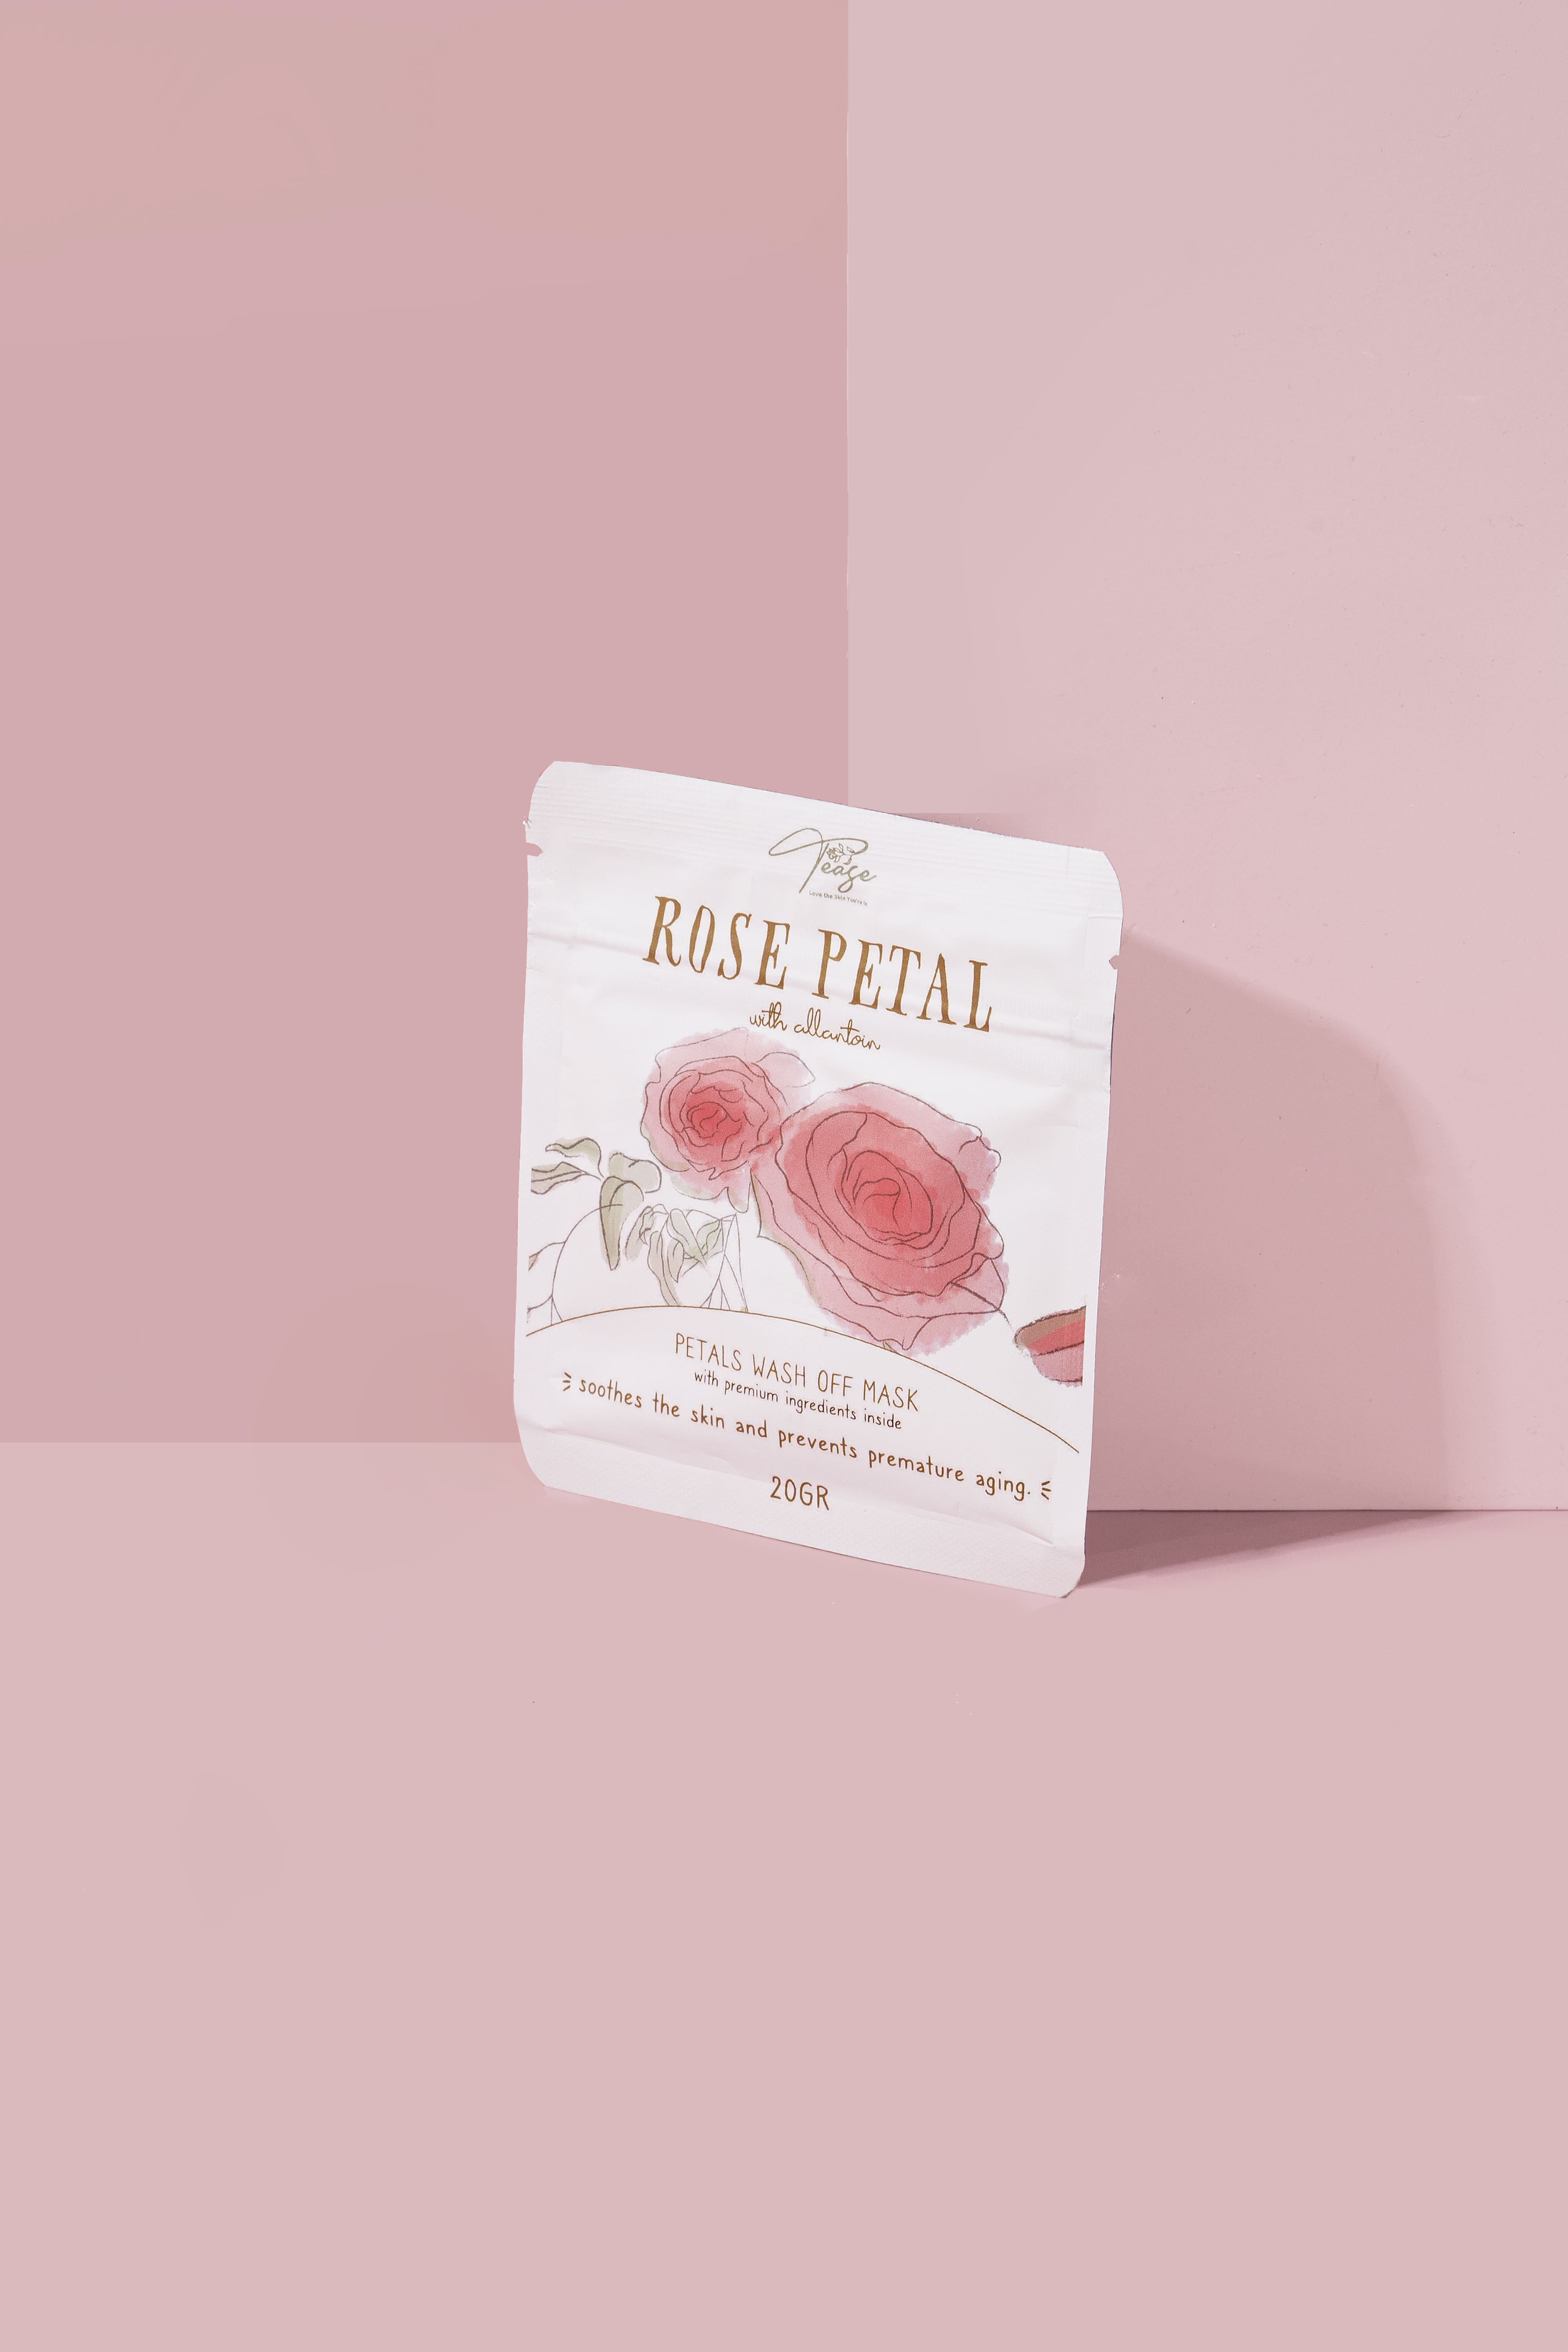 Tease
Love the Skin You're In
ROSE PETAL
with allantoin
PETALS WASH OFF MASK
with premium ingredients inside
soothes the skin and prevents premature aging.
20GR